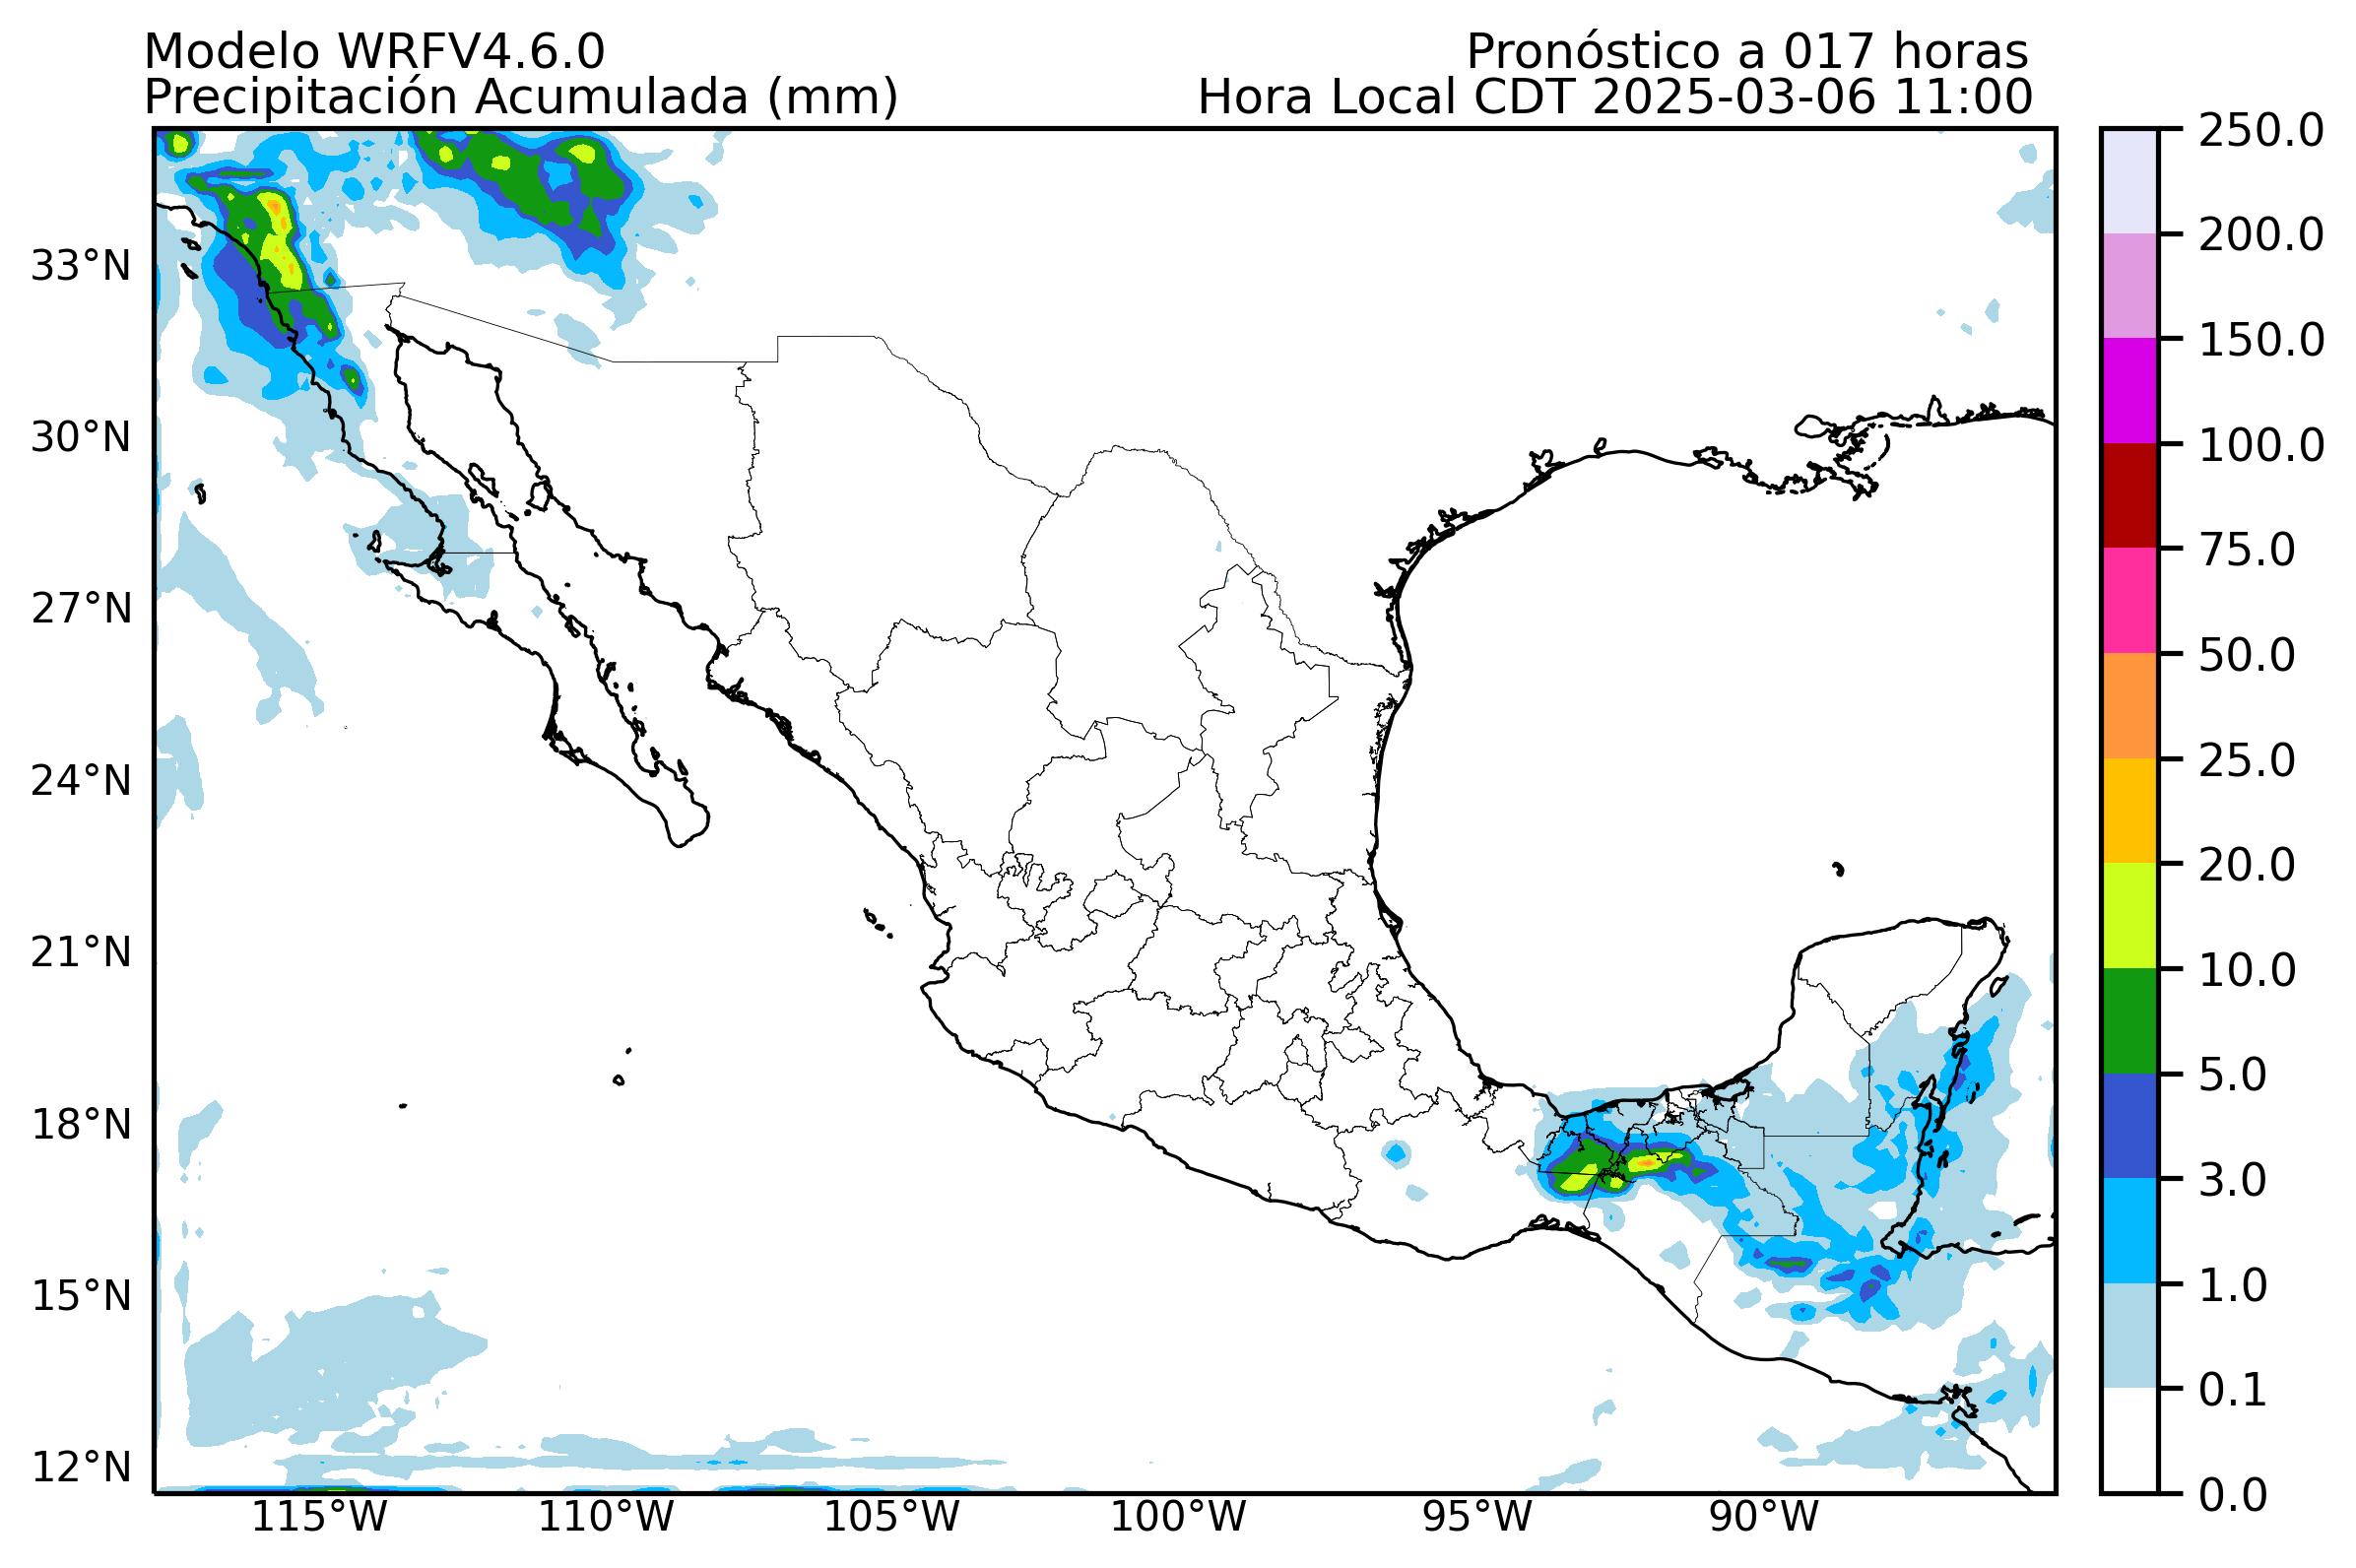 Modelo WRFV4.6.0
Pronóstico a 017 horas
Precipitación Acumulada (mm)
Hora Local CDT 2025-03-06 11:00
33°N
30°N
27°N
24°N
21°N
18°N
15°N
12°N
115°W
110°W
105°W
100°W
95°W
90°W
250.0
200.0
150.0
100.0
75.0
50.0
25.0
20.0
10.0
5.0
3.0
1.0
0.1
0.0